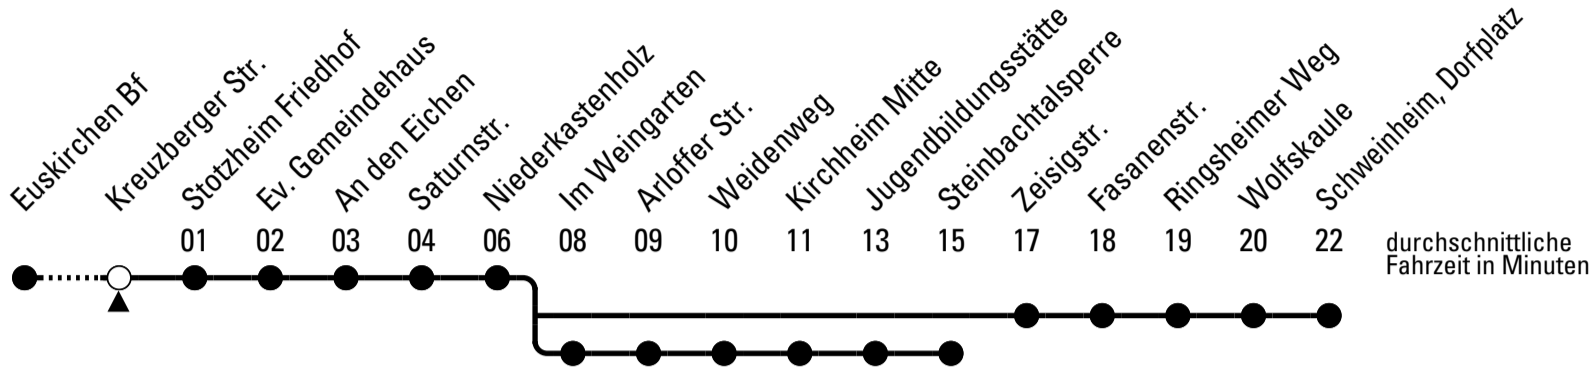 Euskirchen Bf
Kreuzberger Str.
Stotzheim Friedhof
Ev. Gemeindehaus
An den Eichen
Saturnstr.
Niederkastenholz
Im Weingarten
Arloffer Str.
Weidenweg
Kirchheim Mitte
Jugendbildungsstätte
Steinbachtalsperre
Zeisigstr.
Fasanenstr.
Ringsheimer Weg
Wolfskaule
Schweinheim, Dorfplatz
01 02 03 04 06 08 09 10 11 13 15 17 18 19 20 22
durchschnittliche
Fahrzeit in Minuten